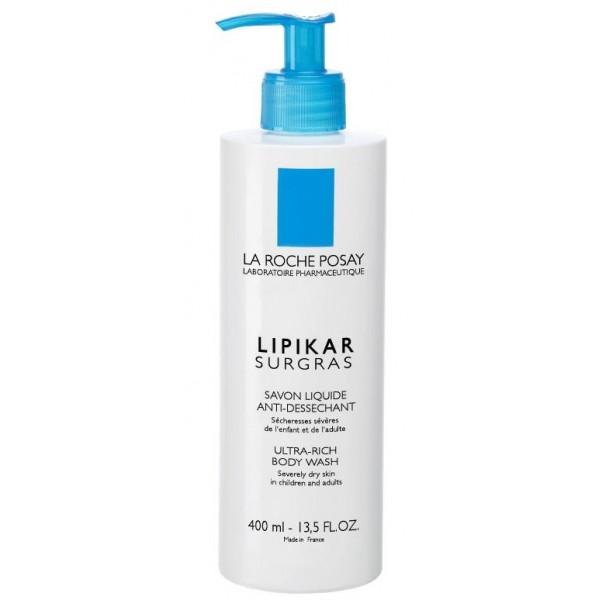 LA ROCHE POSAY
LABORATOIRE PHARMACEUTIQUE
LIPIKAR
SURGRAS
SAVON LIQUIDE
ANTI-DESSECHANT
Sécheresses sévères
de l'enfant et de l'adulte
ULTRA-RICH
BODY WASH
Severely dry skin
in children and adults
400 ml - 13,5 FL.OZ.
Made in France